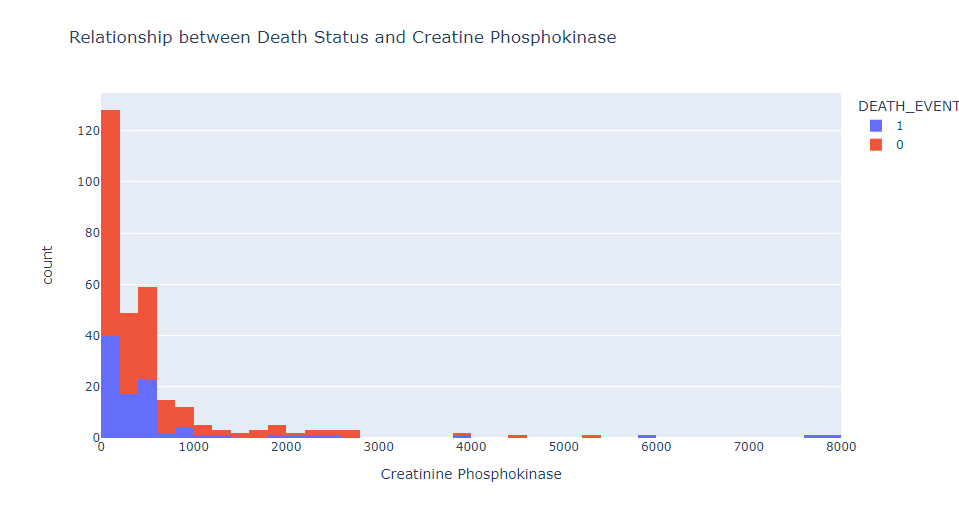 Relationship between Death Status and Creatine Phosphokinase
DEATH_EVENT
1
0
120
100
80
60
40
20
0
count
0 1000 2000 3000 4000 5000 6000 7000 8000
Creatinine Phosphokinase